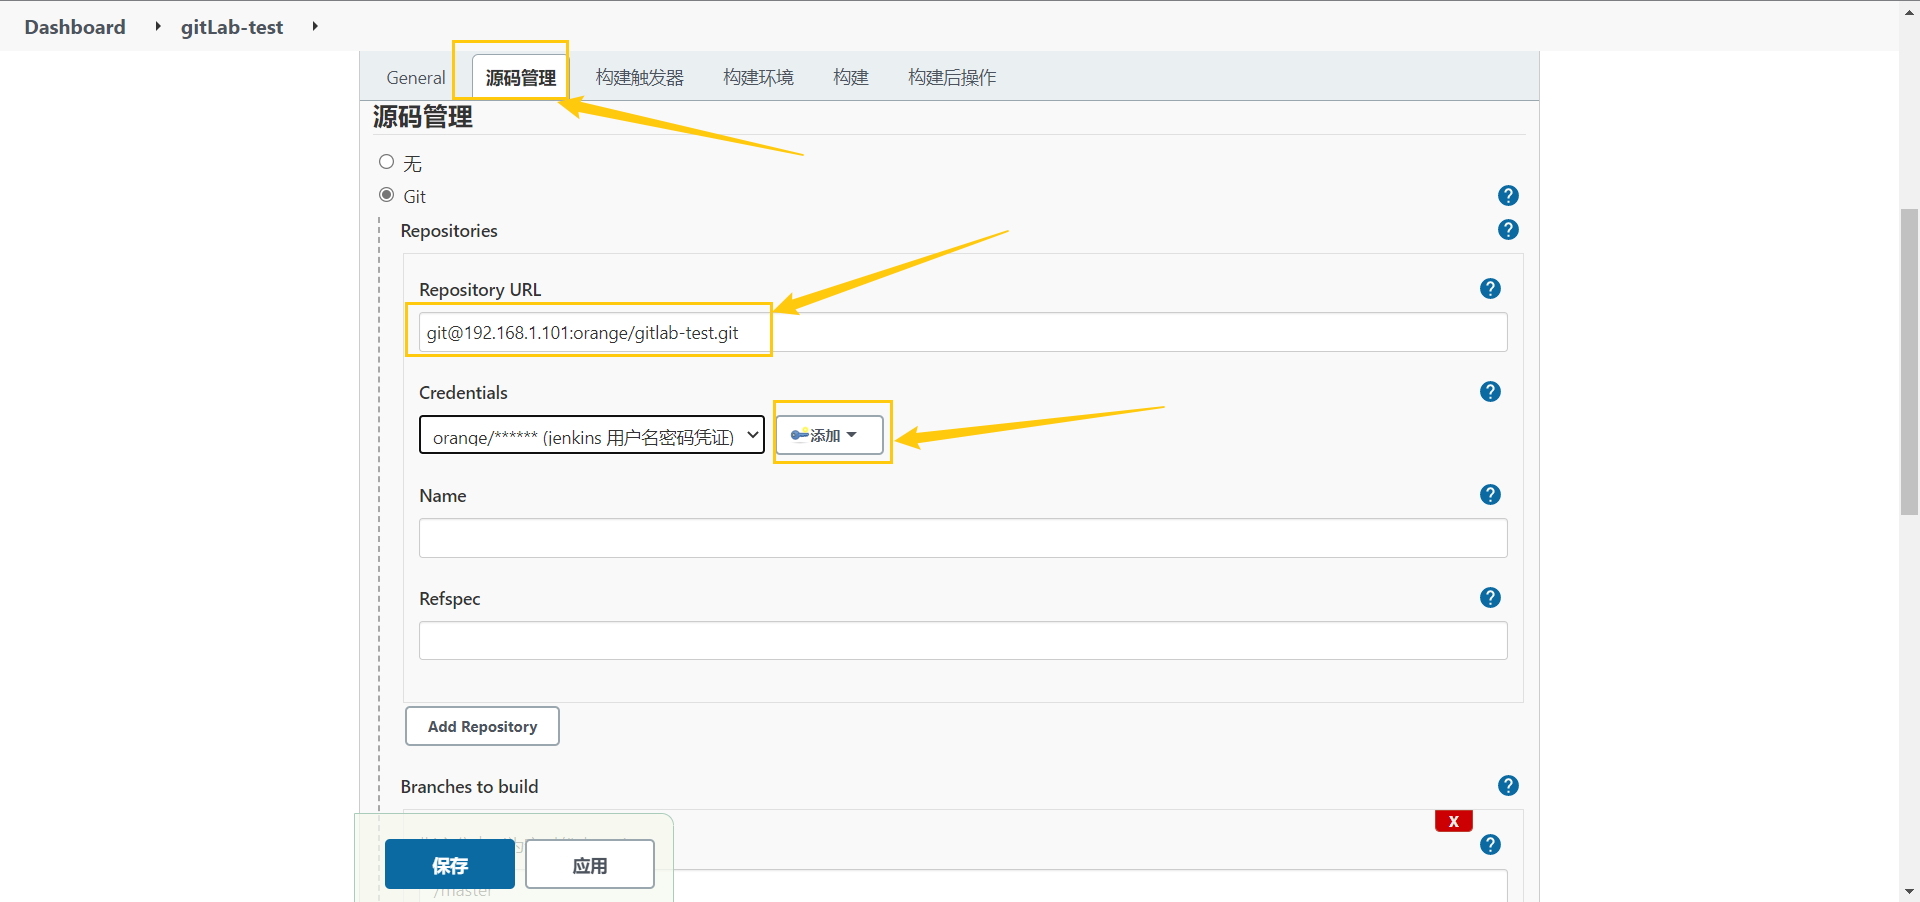 Dashboard gitLab-test
General 源码管理 构建触发器 构建环境 构建 构建后操作
源码管理
无
Git
Repositories
Repository URL
git@192.168.1.101:orange/gitlab-test.git
Credentials
orange/****** (jenkins 用户名密码凭证) 添加
Name
Refspec
Add Repository
Branches to build
X
保存 应用
/master